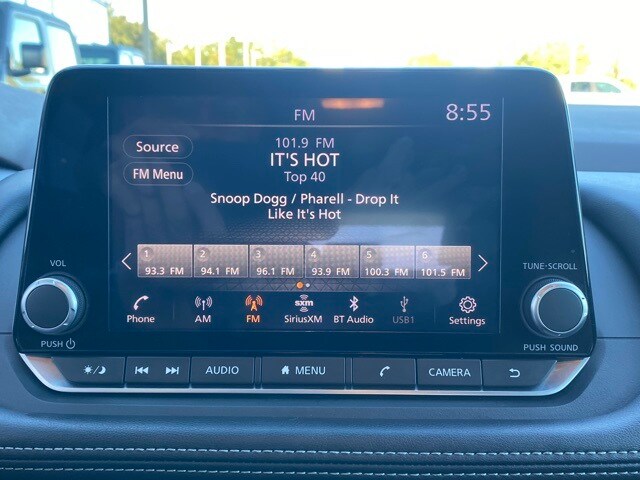 FM
8:55
Source
FM Menu
101.9 FM
IT'S HOT
Top 40
Snoop Dogg / Pharell - Drop It
Like It's Hot
1 2 3 4 5 6
93.3 FM 94.1 FM 96.1 FM 93.9 FM 100.3 FM 101.5 FM
VOL
TUNE·SCROLL
sxm
Phone AM FM SiriusXM BT Audio USB1 Settings
PUSH
PUSH SOUND
AUDIO
MENU
CAMERA